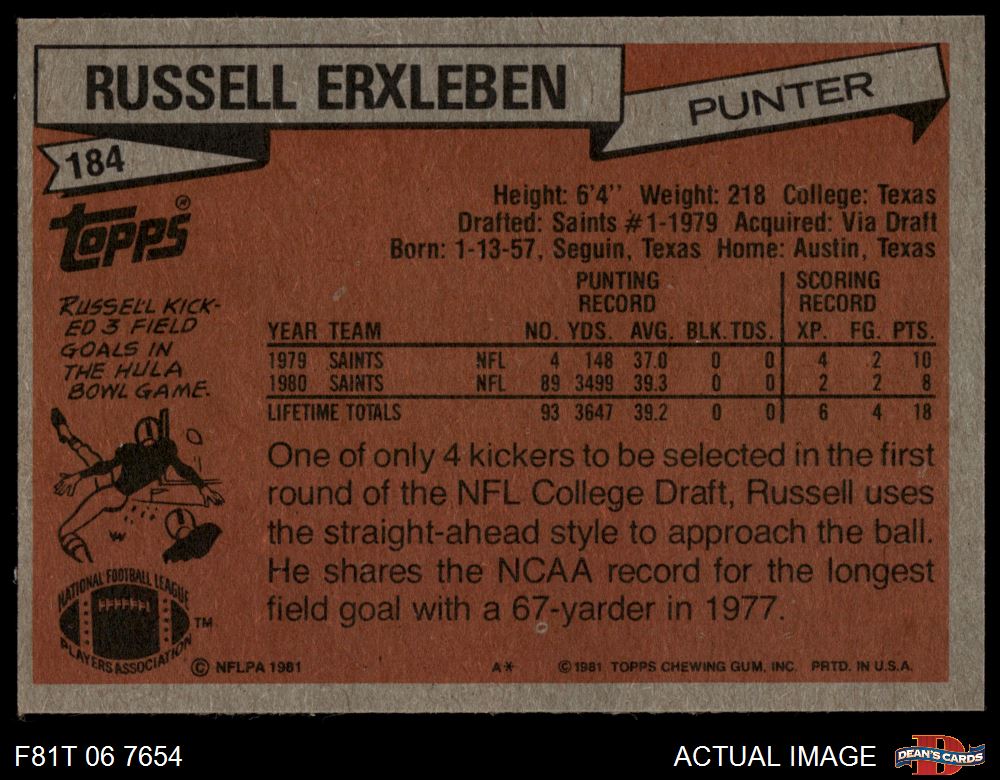 RUSSELL ERXLEBEN
PUNTER
184
TOPPS®
Height: 6'4'' Weight: 218 College: Texas
Drafted: Saints #1-1979 Acquired: Via Draft
Born: 1-13-57, Seguin, Texas Home: Austin, Texas
RUSSELL KICK-
ED 3 FIELD
GOALS IN
THE HULA
BOWL GAME.
PUNTING RECORD SCORING RECORD
YEAR TEAM NO. YDS. AVG. BLK. TDS. XP. FG. PTS.
1979 SAINTS NFL 4 148 37.0 0 0 4 2 10
1980 SAINTS NFL 89 3499 39.3 0 0 2 2 8
LIFETIME TOTALS 93 3647 39.2 0 0 6 4 18
One of only 4 kickers to be selected in the first
round of the NFL College Draft, Russell uses
the straight-ahead style to approach the ball.
He shares the NCAA record for the longest
field goal with a 67-yarder in 1977.
NATIONAL FOOTBALL LEAGUE
PLAYERS ASSOCIATION
TM
© NFLPA 1981 A* © 1981 TOPPS CHEWING GUM, INC. PRTD. IN U.S.A.
F81T 06 7654 ACTUAL IMAGE D DEAN'S CARDS